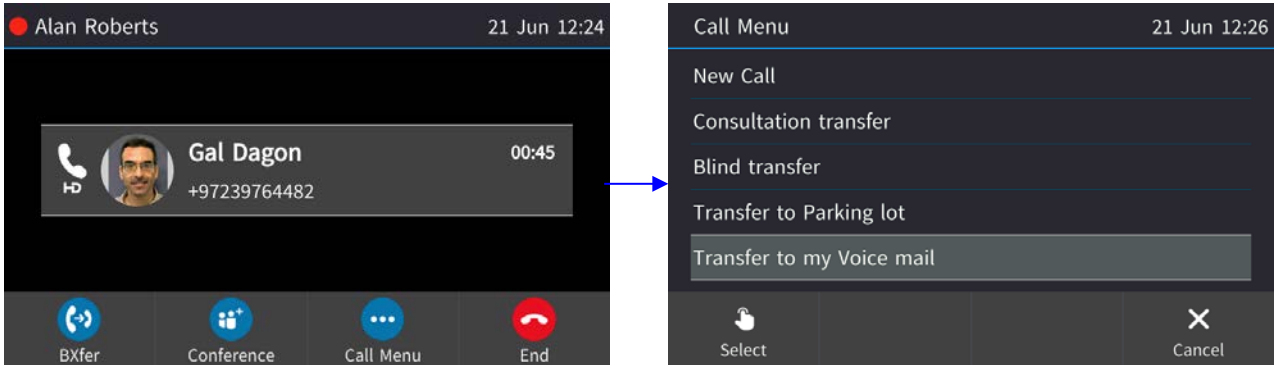 Alan Roberts 21 Jun 12:24
Gal Dagon 00:45
HD +97239764482
BXfer Conference Call Menu End
Call Menu 21 Jun 12:26
New Call
Consultation transfer
Blind transfer
Transfer to Parking lot
Transfer to my Voice mail
Select Cancel